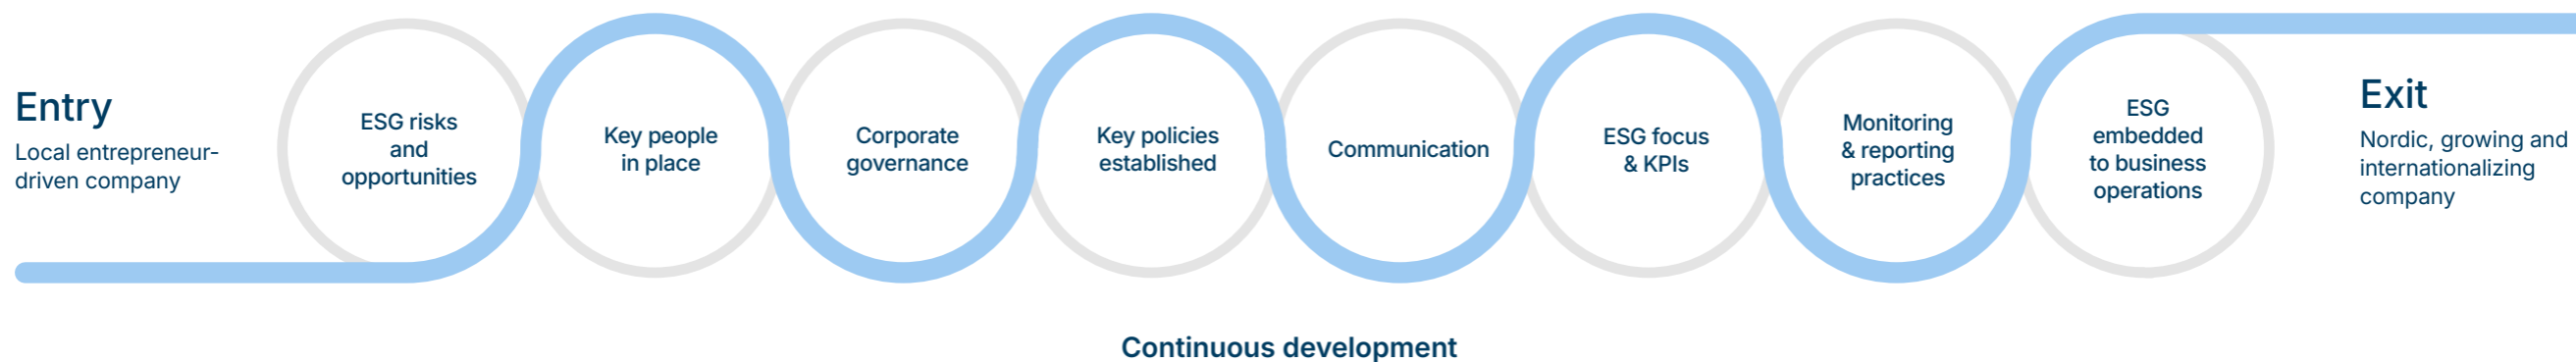 Entry
Local entrepreneur-
driven company
ESG risks
and
opportunities
Key people
in place
Corporate
governance
Key policies
established
Communication
ESG focus
& KPIs
Monitoring
& reporting
practices
ESG
embedded
to business
operations
Exit
Nordic, growing and
internationalizing
company
Continuous development